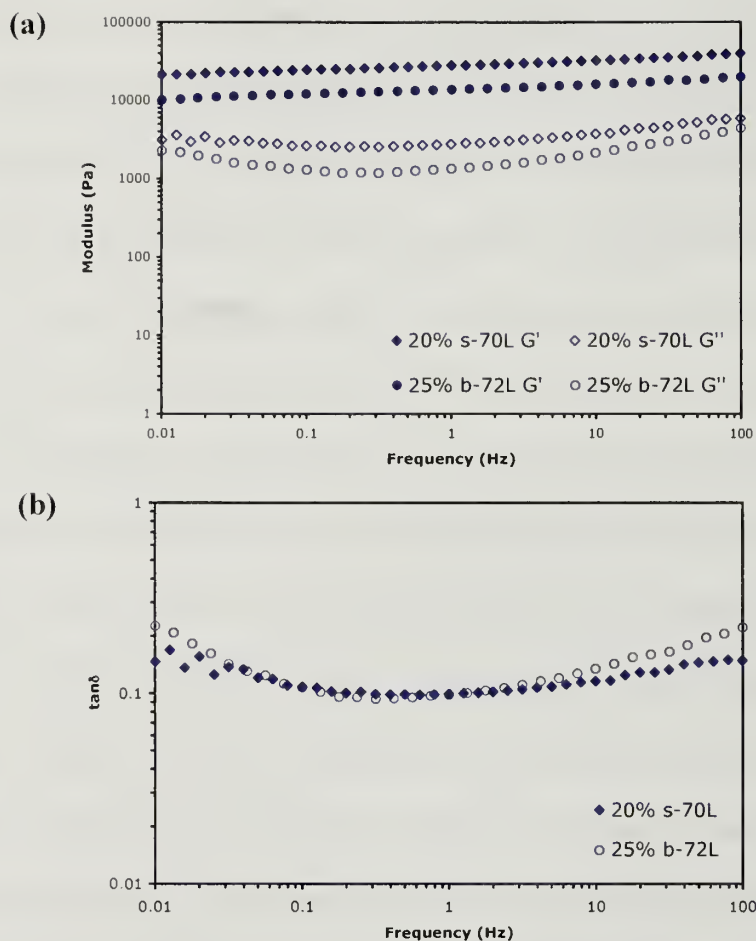 (a)
100000
10000
1000
100
10
1
Modulus (Pa)
20% s-70L G' 20% s-70L G''
25% b-72L G' 25% b-72L G''
0.01 0.1 1 10 100
Frequency (Hz)
(b)
1
0.1
0.01
tanδ
20% s-70L
25% b-72L
0.01 0.1 1 10 100
Frequency (Hz)